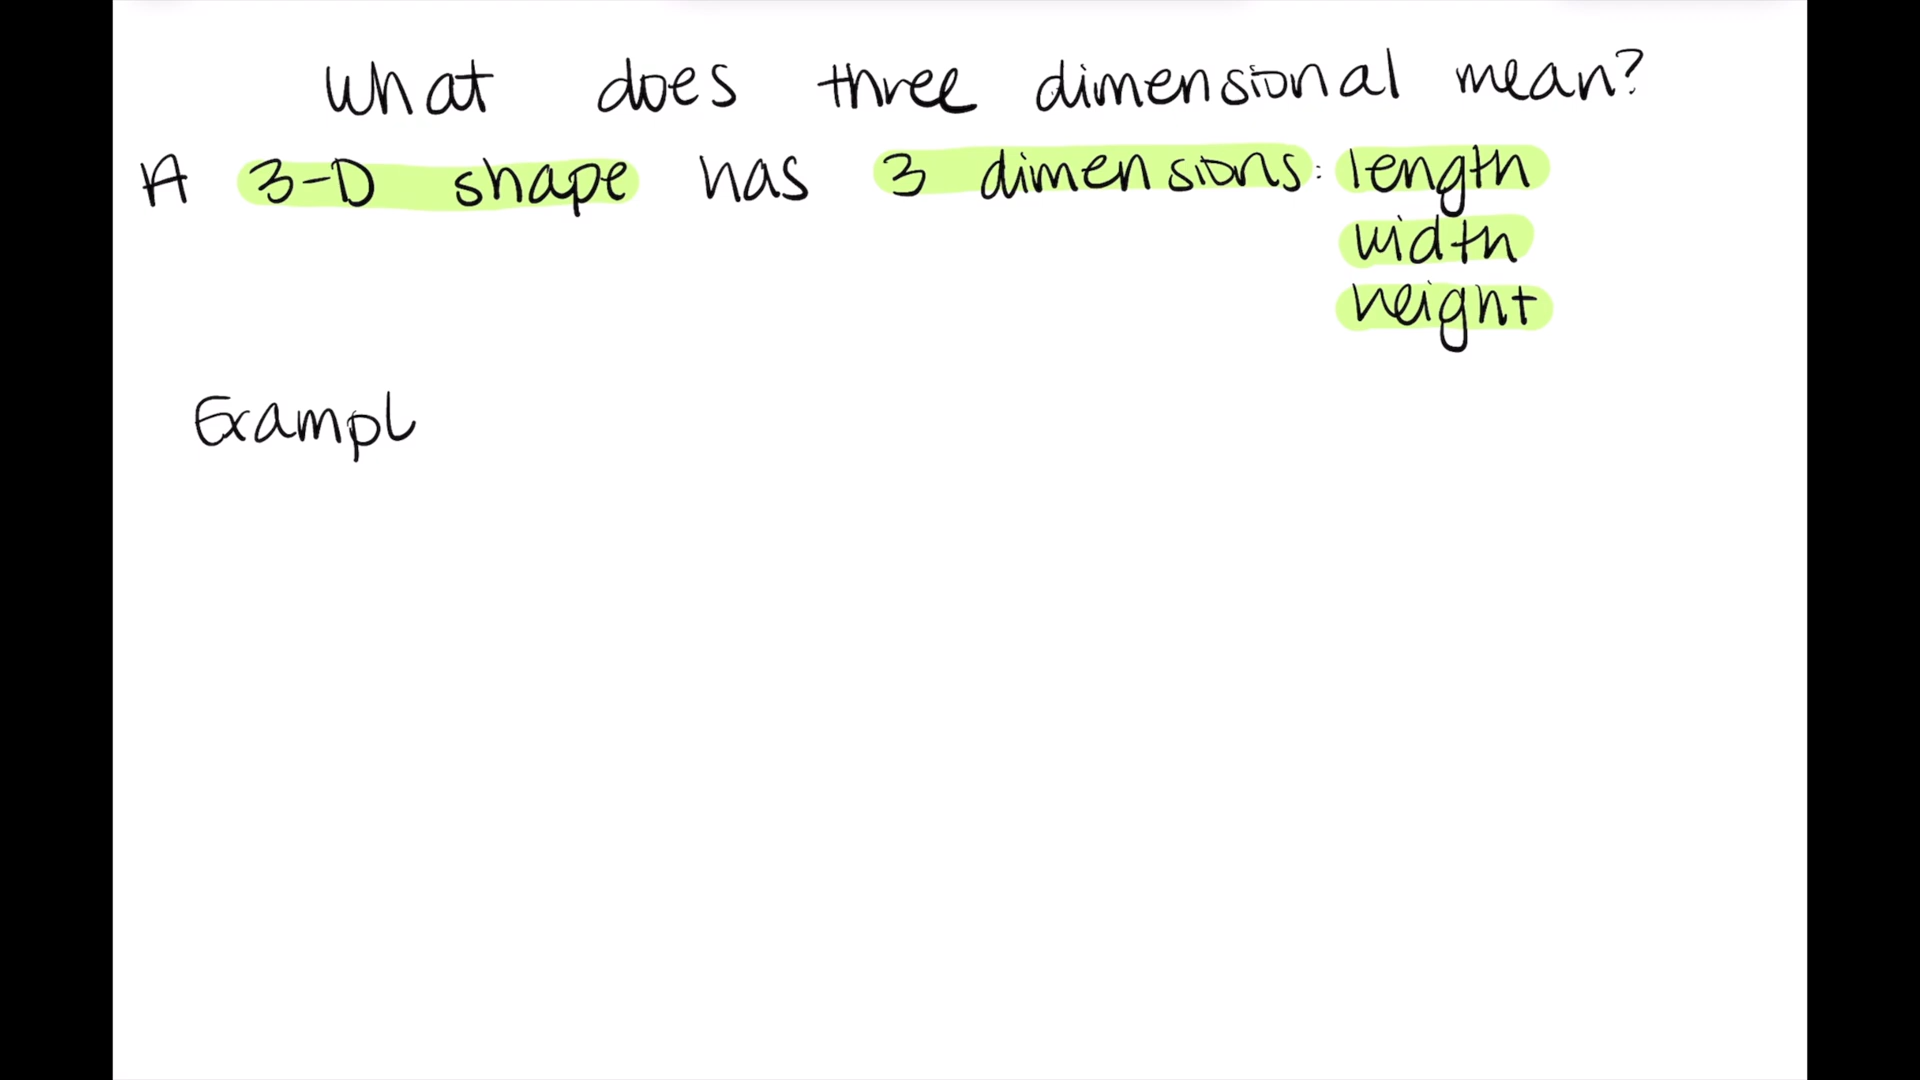 What does three dimensional mean?
A 3-D shape has 3 dimensions: length
width
height
Exampl